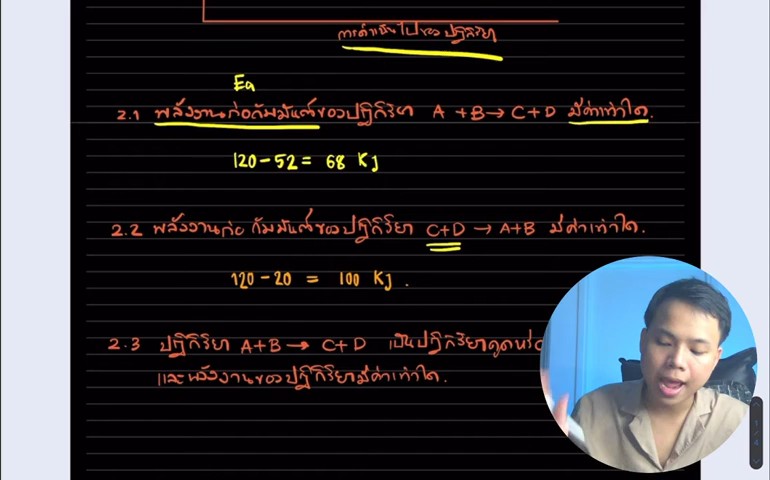 การดำเนินไปของปฏิกิริยา
Ea
2.1 พลังงานก่อกัมมันต์ของปฏิกิริยา A + B → C + D มีค่าเท่าใด.
120 - 52 = 68 KJ
2.2 พลังงานก่อกัมมันต์ของปฏิกิริยา C+D → A+B มีค่าเท่าใด.
120 - 20 = 100 KJ .
2.3 ปฏิกิริยา A+B → C+D เป็นปฏิกิริยาดูด
และพลังงานของปฏิกิริยามีค่าเท่าใด.
1 / 4